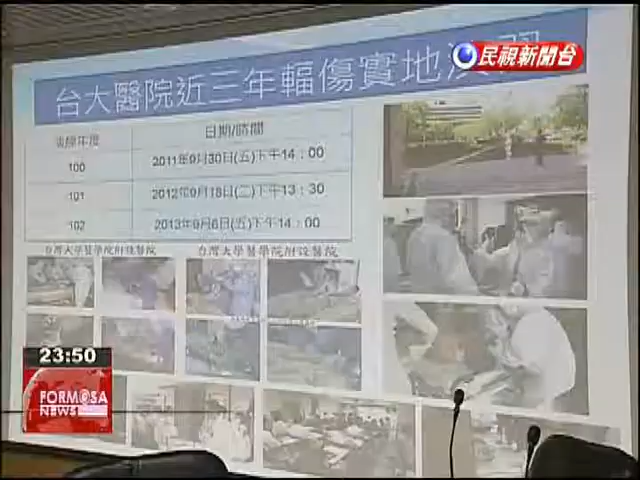 民視新聞台
台大醫院近三年輻傷實地演習
演練年度 日期/時間
100 2011年9月30日(五)下午14:00
101 2012年9月18日(二)下午13:30
102 2013年9月6日(五)下午14:00
台灣大學醫學院附設醫院 台灣大學醫學院附設醫院
23:50
FORMOSA
NEWS